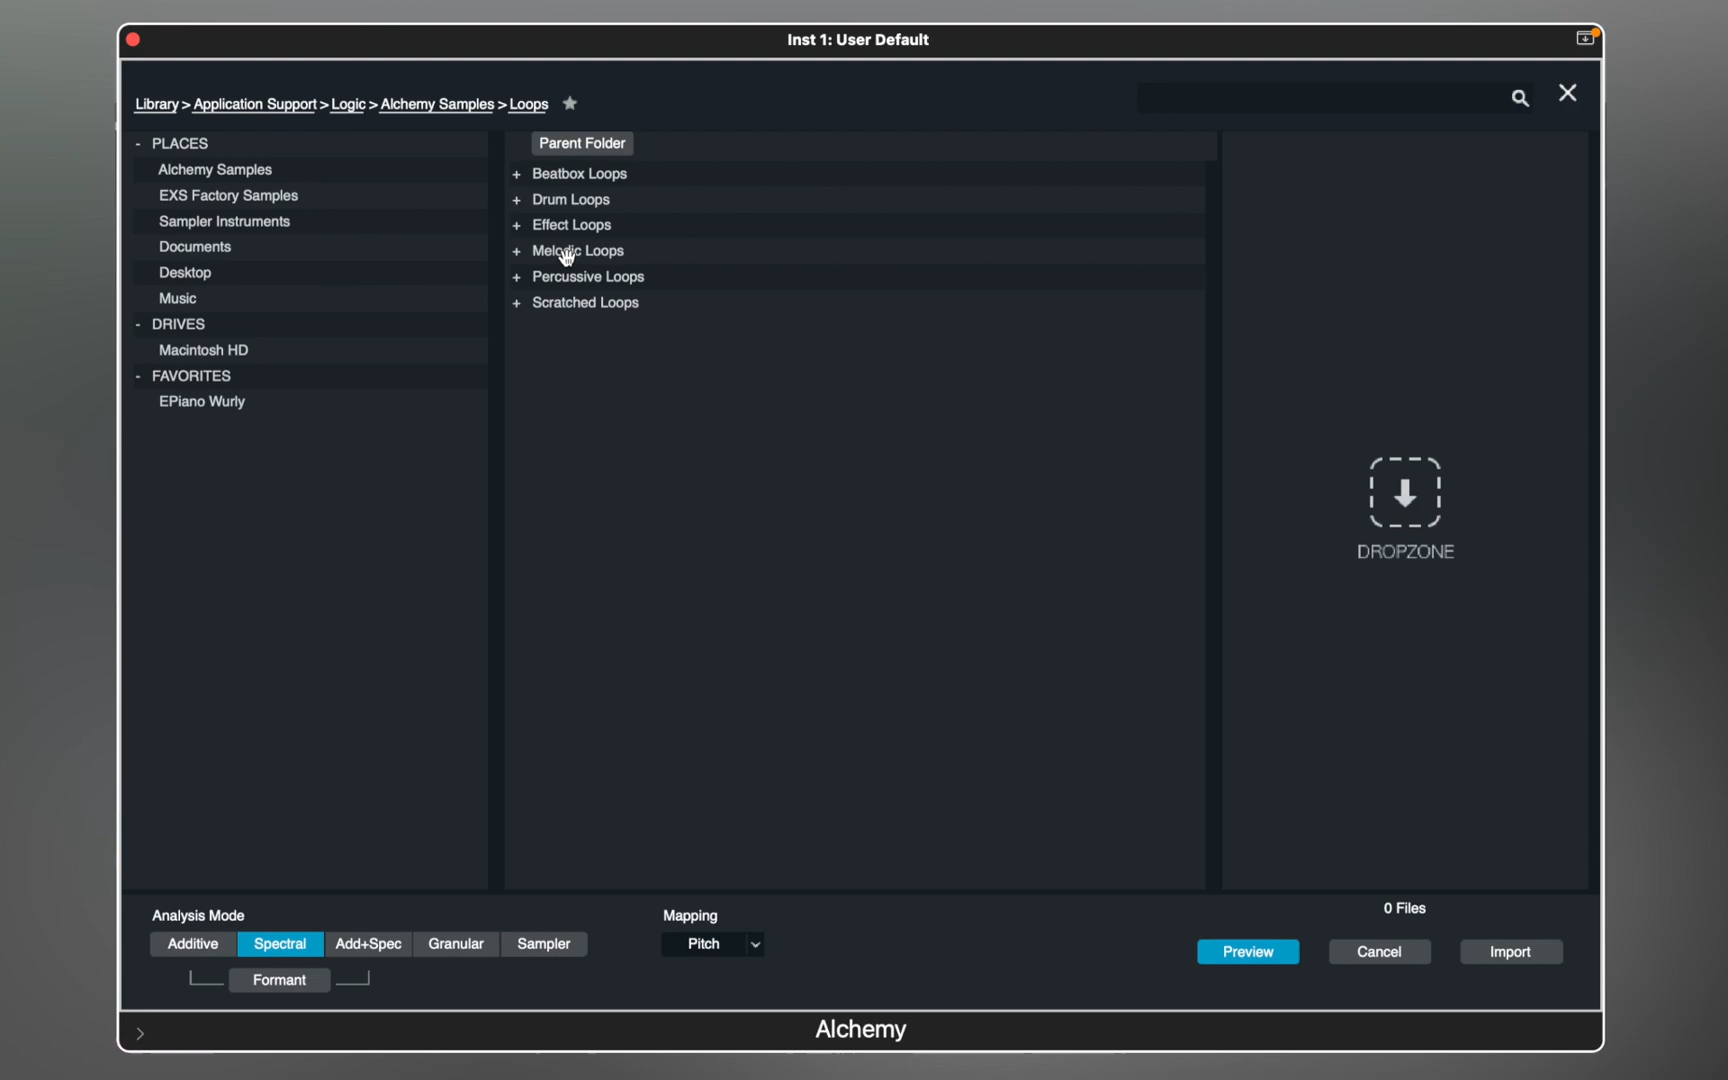 Inst 1: User Default
Library > Application Support > Logic > Alchemy Samples > Loops
- PLACES
Alchemy Samples
EXS Factory Samples
Sampler Instruments
Documents
Desktop
Music
- DRIVES
Macintosh HD
- FAVORITES
EPiano Wurly
Parent Folder
+ Beatbox Loops
+ Drum Loops
+ Effect Loops
+ Melodic Loops
+ Percussive Loops
+ Scratched Loops
DROPZONE
0 Files
Analysis Mode
Additive Spectral Add+Spec Granular Sampler
Formant
Mapping
Pitch
Preview Cancel Import
Alchemy